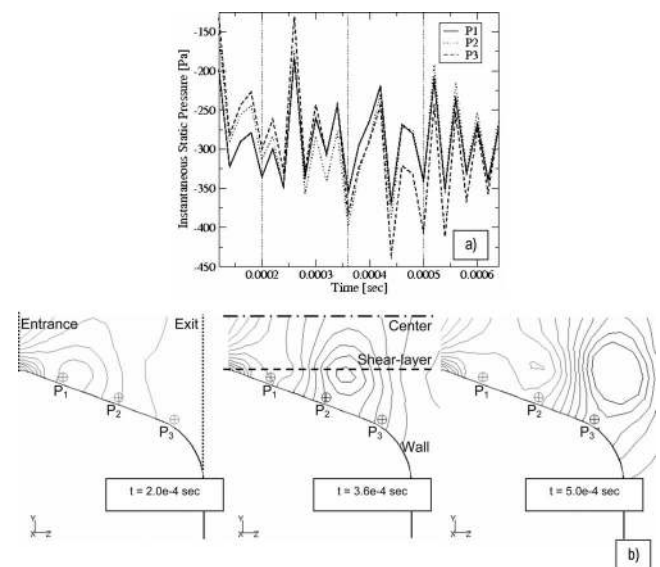 Instantaneous Static Pressure [Pa]
-150
-200
-250
-300
-350
-400
-450
P1
P2
P3
a)
0.0002 0.0003 0.0004 0.0005 0.0006
Time [sec]
Entrance
Exit
P1
P2
P3
t = 2.0e-4 sec
Y
X Z
Center
Shear-layer
P1
P2
P3
Wall
t = 3.6e-4 sec
Y
X Z
P1
P2
P3
t = 5.0e-4 sec
Y
X Z
b)